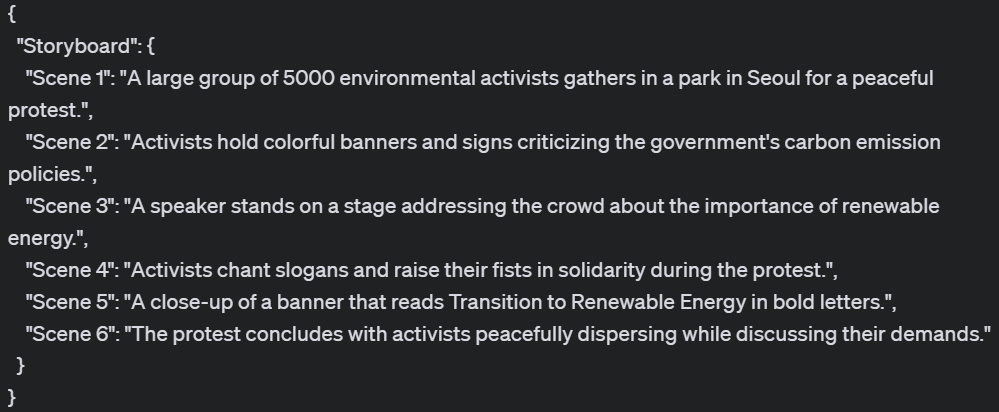 {
"Storyboard": {
"Scene 1": "A large group of 5000 environmental activists gathers in a park in Seoul for a peaceful
protest.",
"Scene 2": "Activists hold colorful banners and signs criticizing the government's carbon emission
policies.",
"Scene 3": "A speaker stands on a stage addressing the crowd about the importance of renewable
energy.",
"Scene 4": "Activists chant slogans and raise their fists in solidarity during the protest.",
"Scene 5": "A close-up of a banner that reads Transition to Renewable Energy in bold letters.",
"Scene 6": "The protest concludes with activists peacefully dispersing while discussing their demands."
}
}